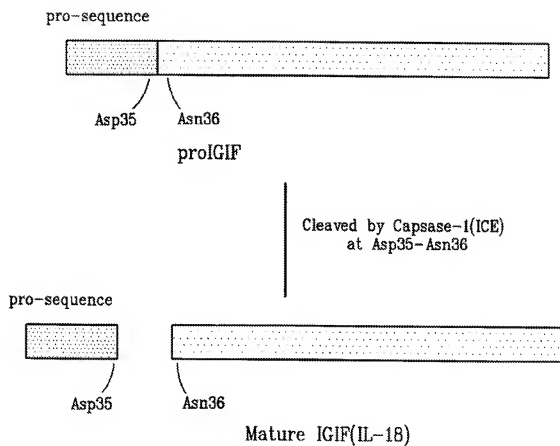 pro-sequence
Asp35 Asn36
proIGIF
Cleaved by Capsase-1(ICE)
at Asp35-Asn36
pro-sequence
Asp35 Asn36
Mature IGIF(IL-18)